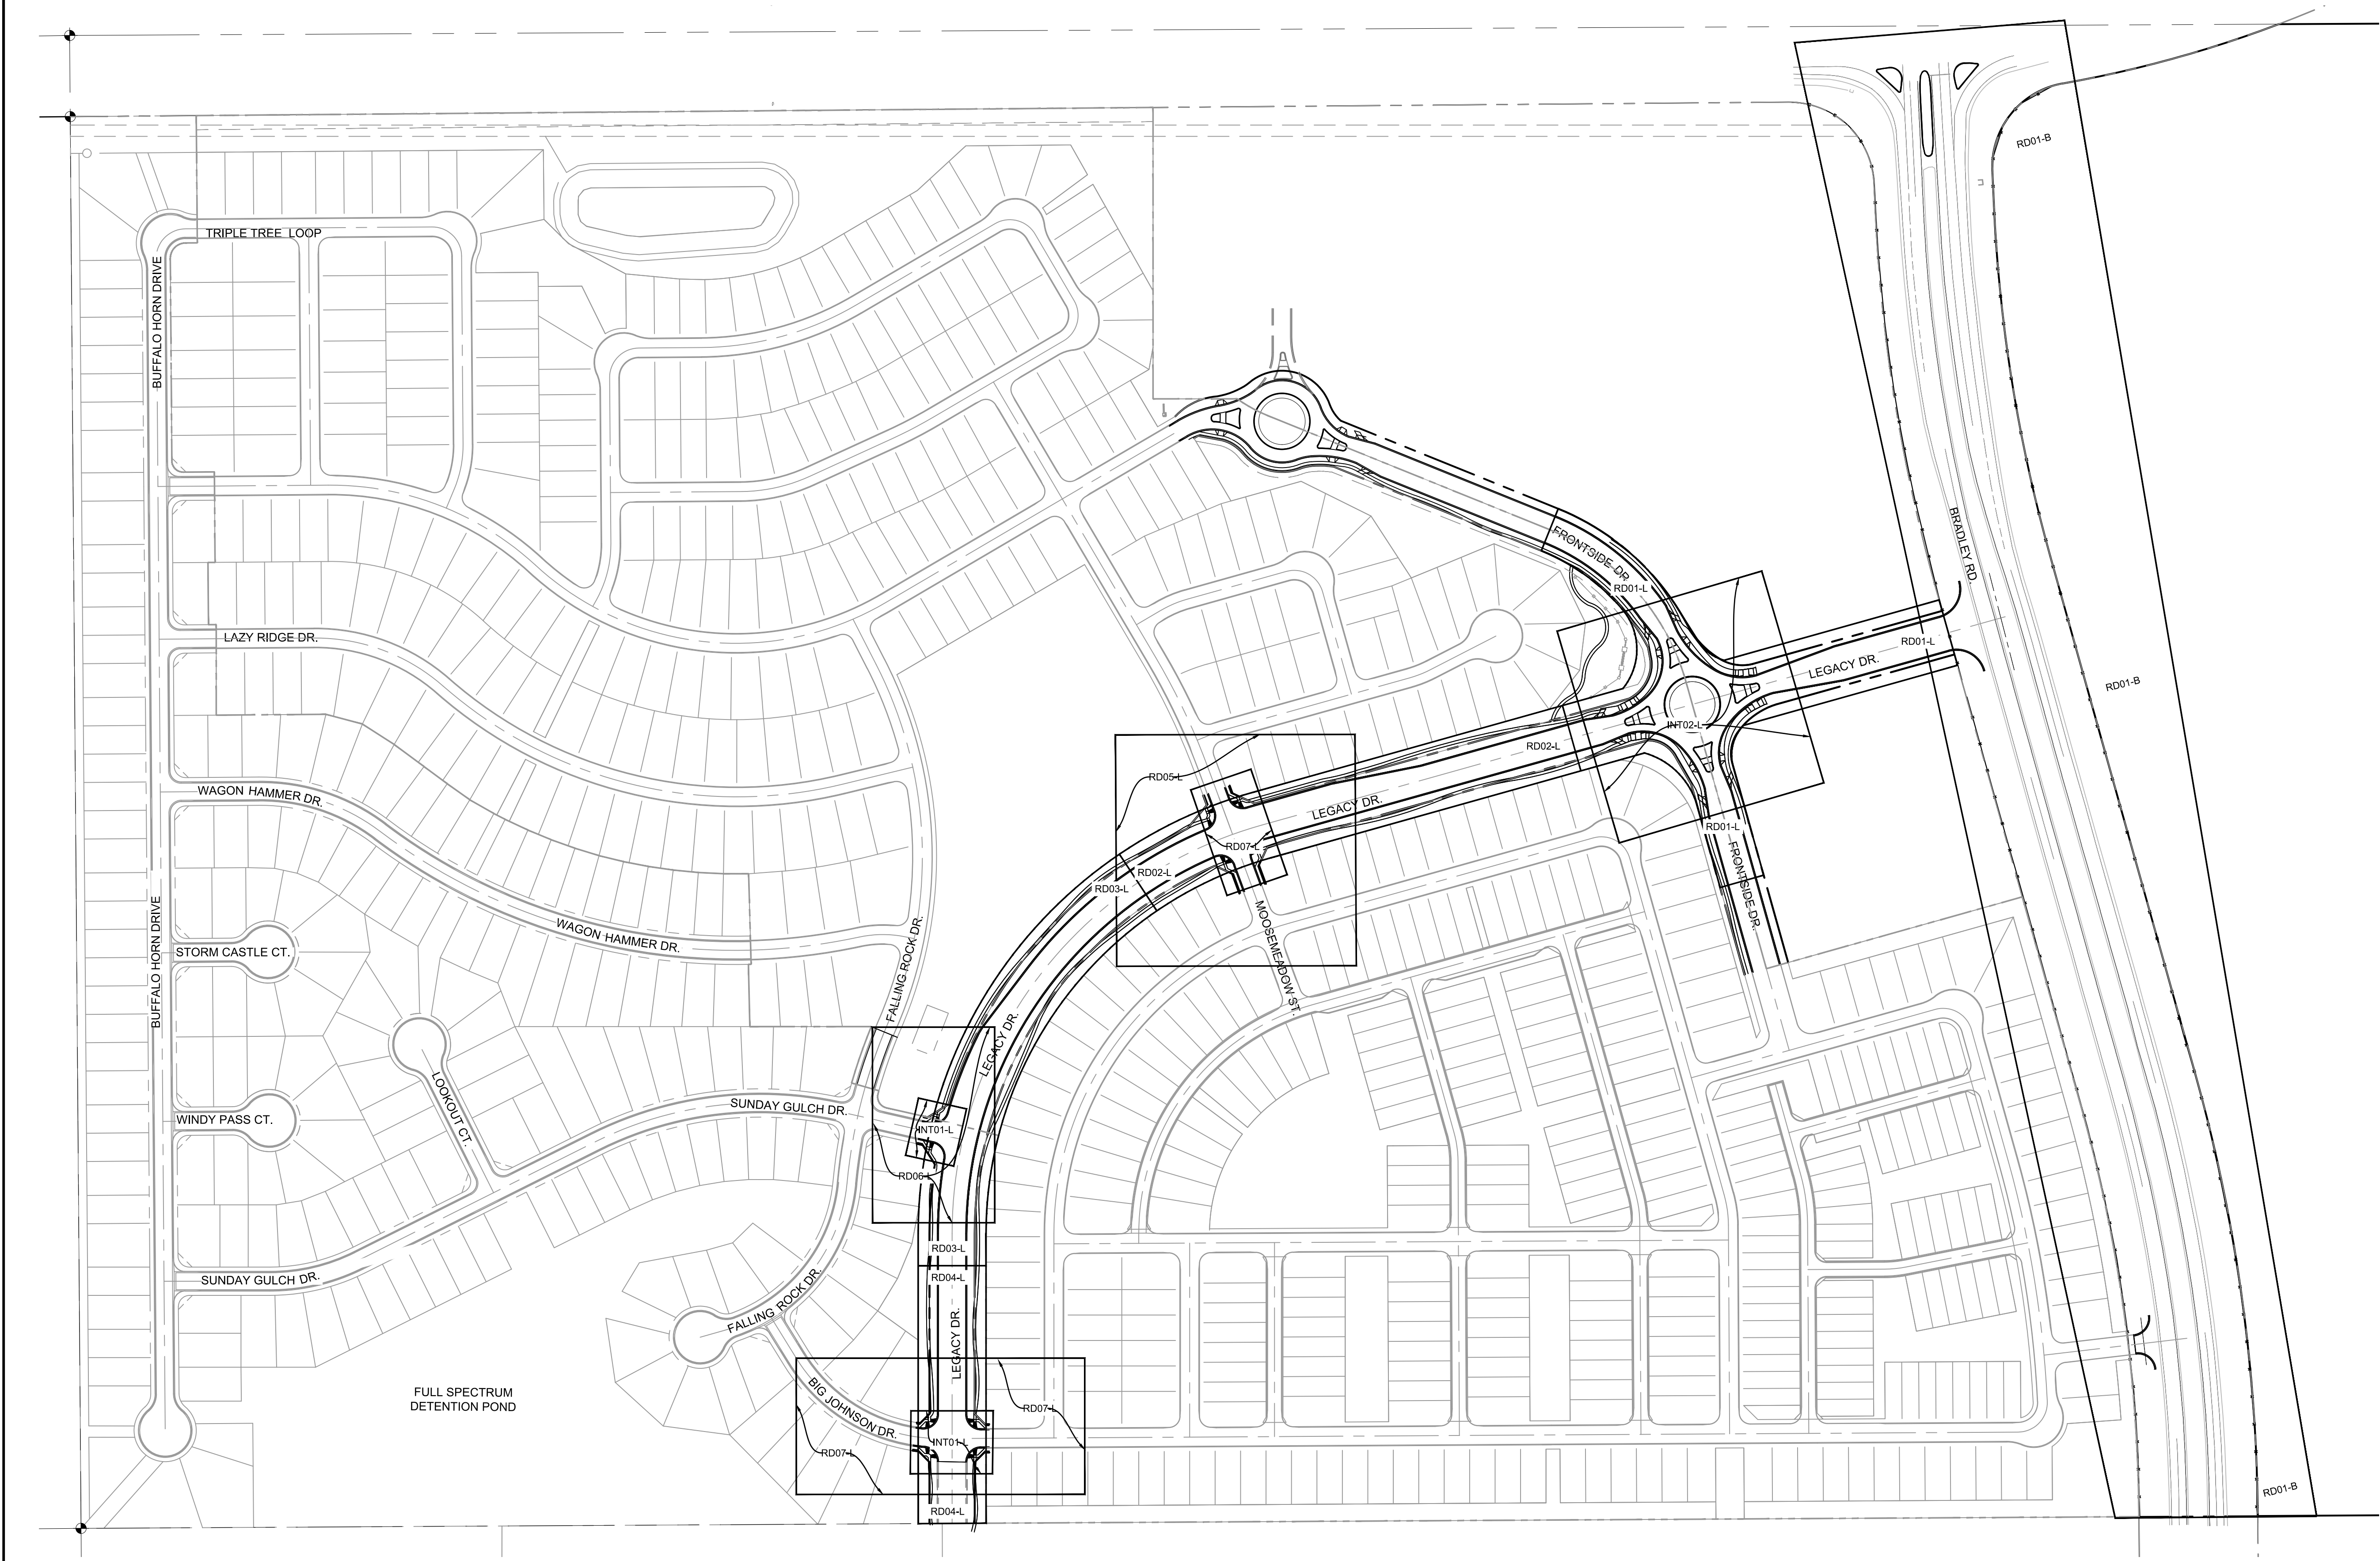 RD01-B
TRIPLE TREE LOOP
BUFFALO HORN DRIVE
BRADLEY RD.
FRONTSIDE DR.
RD01-L
LAZY RIDGE DR.
RD01-L
LEGACY DR.
RD01-B
INT02-L
RD02-L
RD05-L
WAGON HAMMER DR.
LEGACY DR.
RD01-L
RD07-L
FRONTSIDE DR.
RD02-L
RD03-L
WAGON HAMMER DR.
MOOSEMEADOW ST.
BUFFALO HORN DRIVE
STORM CASTLE CT.
FALLING ROCK DR.
LEGACY DR.
LOOKOUT CT.
SUNDAY GULCH DR.
WINDY PASS CT.
INT01-L
RD06-L
RD03-L
SUNDAY GULCH DR.
RD04-L
FALLING ROCK DR.
LEGACY DR.
FULL SPECTRUM
DETENTION POND
BIG JOHNSON DR.
RD07-L
INT01-L
RD07-L
RD01-B
RD04-L